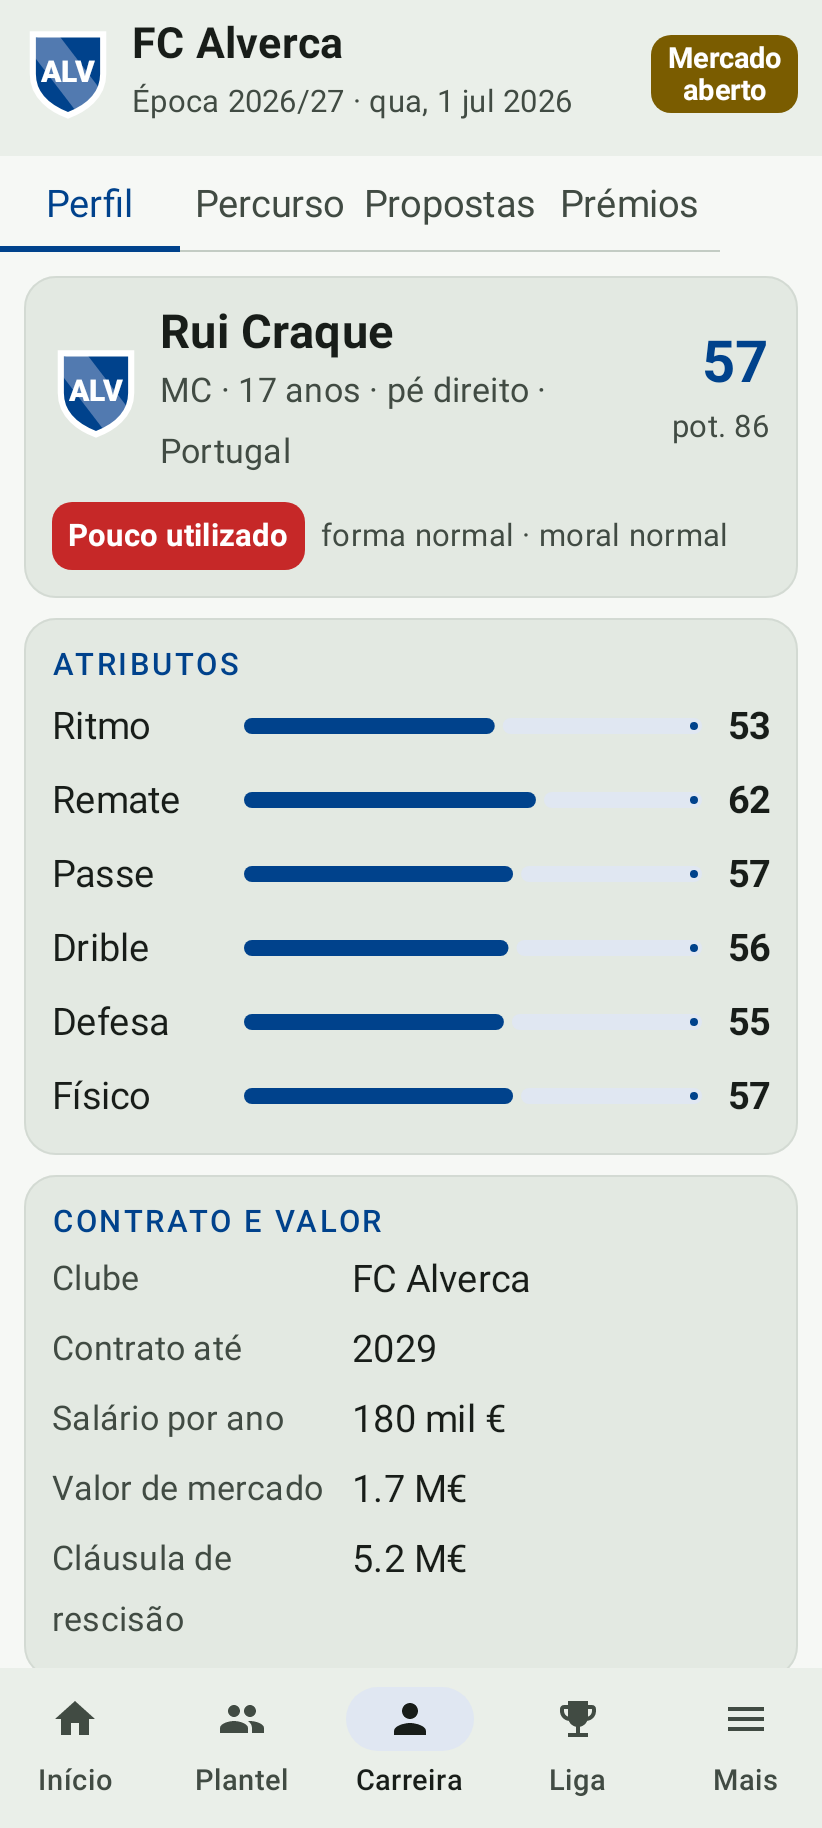 ALV
FC Alverca
Época 2026/27 · qua, 1 jul 2026
Mercado
aberto
Perfil
Percurso
Propostas
Prémios
ALV
Rui Craque
MC · 17 anos · pé direito ·
Portugal
57
pot. 86
Pouco utilizado
forma normal · moral normal
ATRIBUTOS
Ritmo 53
Remate 62
Passe 57
Drible 56
Defesa 55
Físico 57
CONTRATO E VALOR
Clube FC Alverca
Contrato até 2029
Salário por ano 180 mil €
Valor de mercado 1.7 M€
Cláusula de 5.2 M€
rescisão
Início
Plantel
Carreira
Liga
Mais